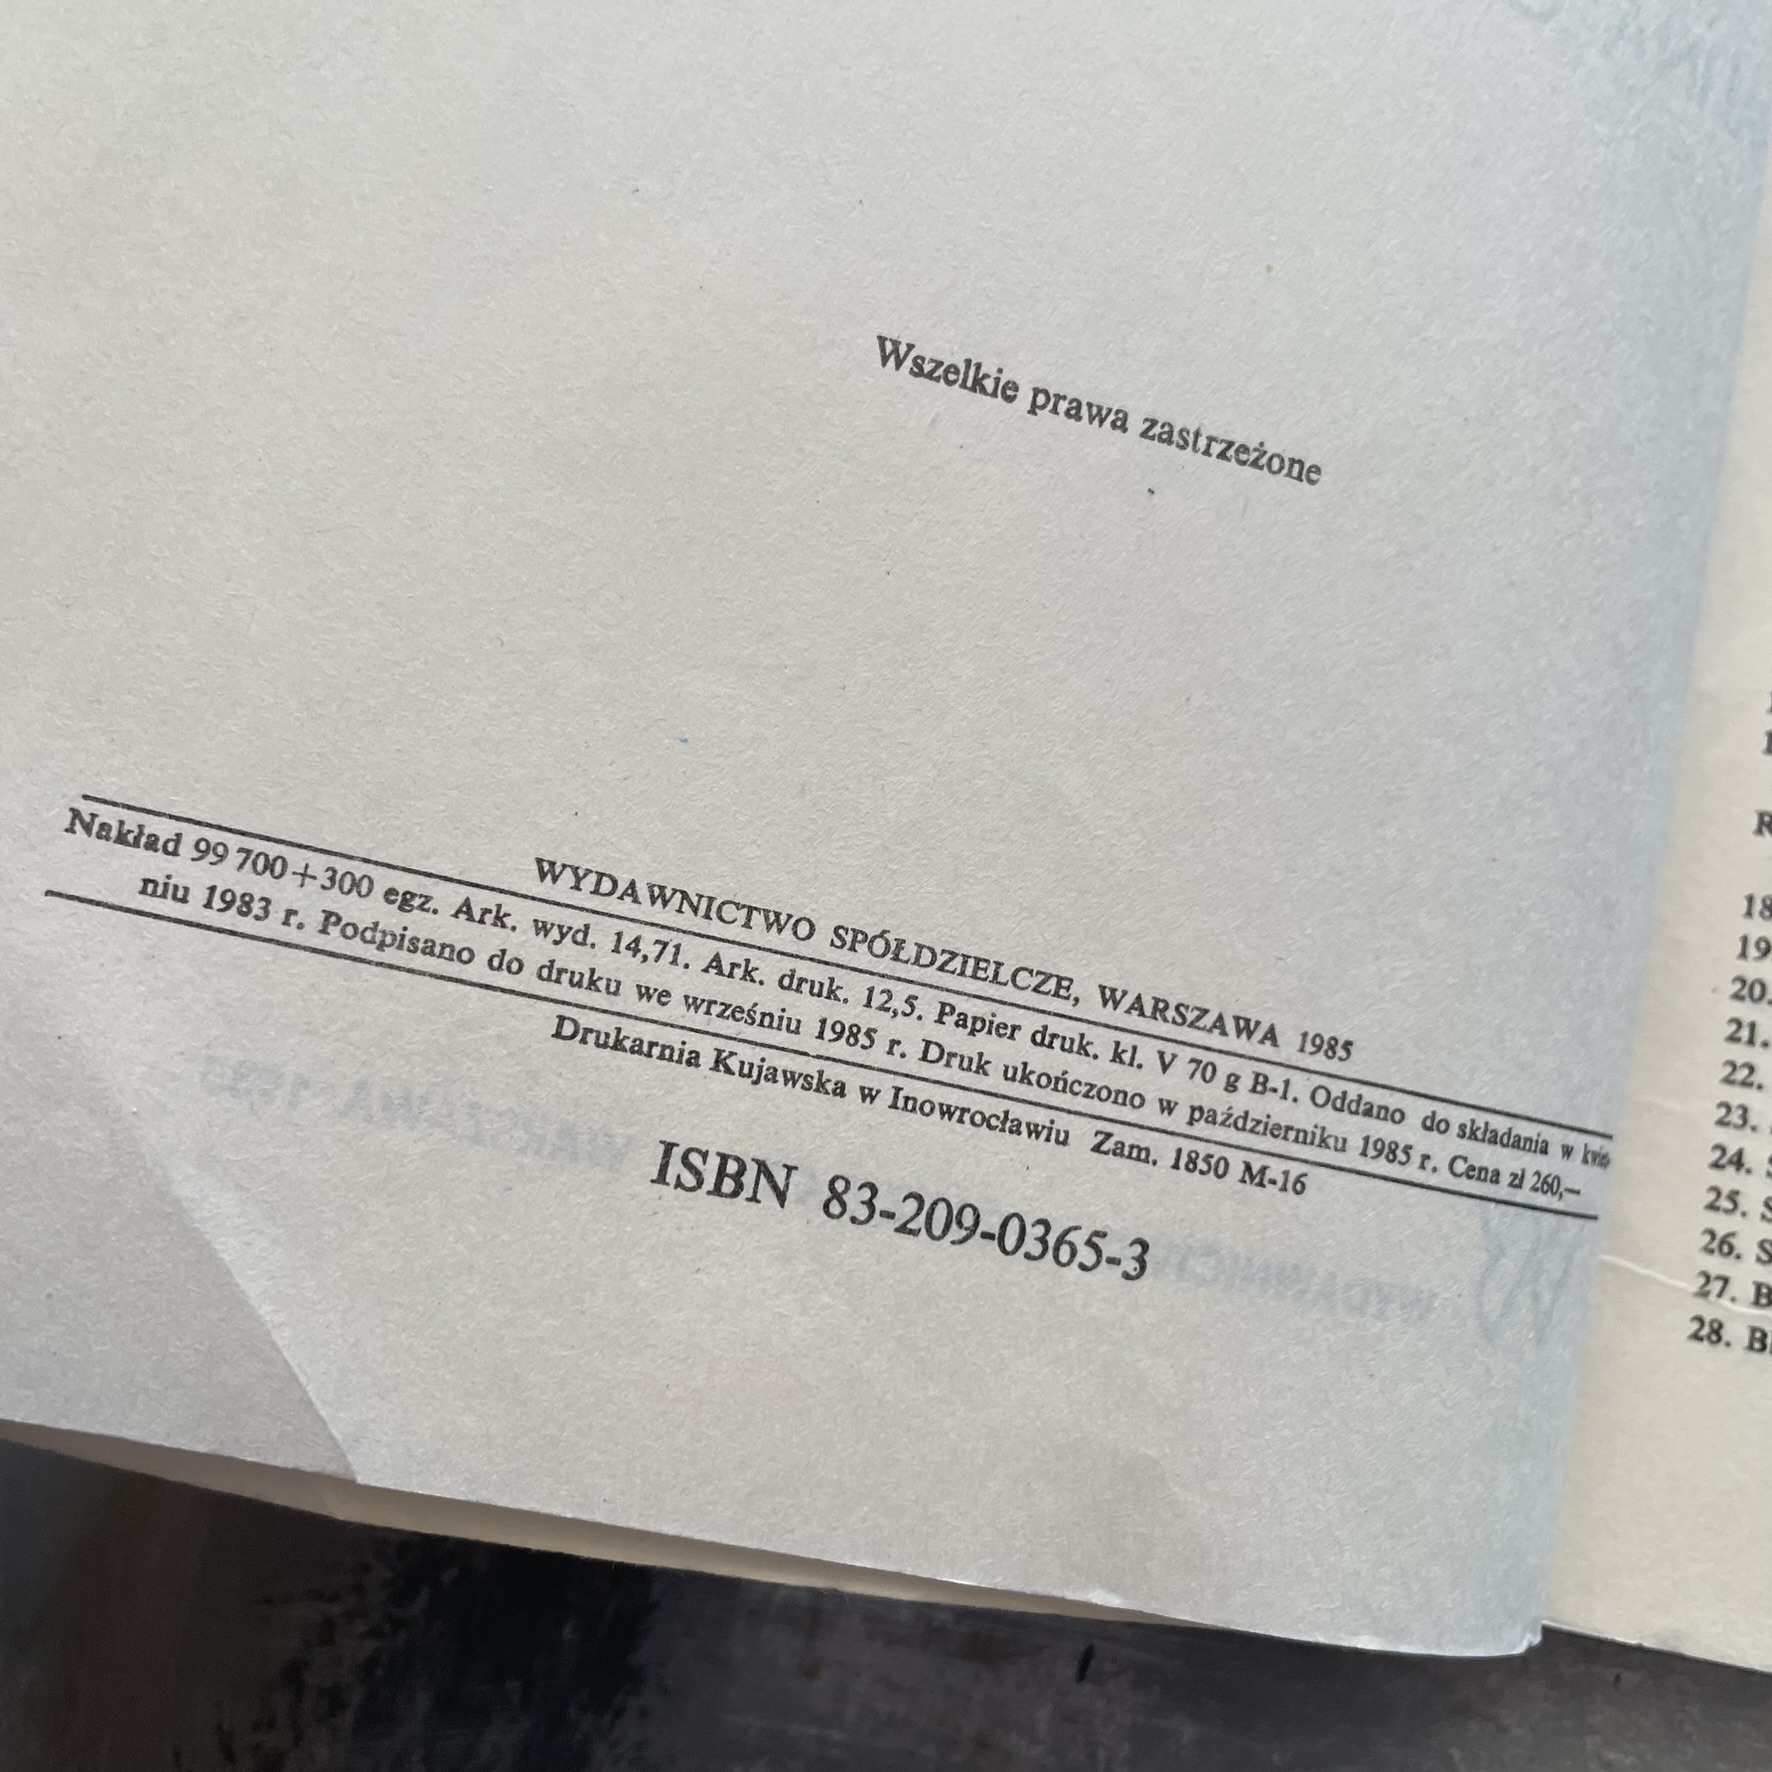 Wszelkie prawa zastrzeżone
WYDAWNICTWO SPÓŁDZIELCZE, WARSZAWA 1985
Nakład 99 700+300 egz. Ark. wyd. 14,71. Ark. druk. 12,5. Papier druk. kl. V 70 g B-1. Oddano do składania w kwiet-
niu 1983 r. Podpisano do druku we wrześniu 1985 r. Druk ukończono w październiku 1985 r. Cena zł 260,—
Drukarnia Kujawska w Inowrocławiu Zam. 1850 M-16
ISBN 83-209-0365-3
18
19
20.
21.
22.
23.
24. S
25. S
26. S
27. B
28. B